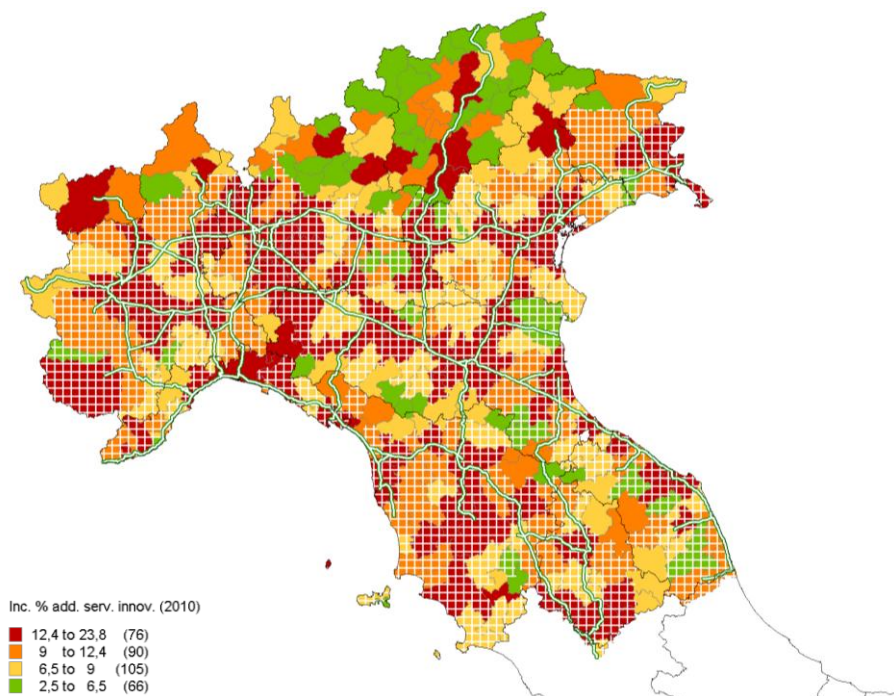 Inc. % add. serv. innov. (2010)
12,4 to 23,8 (76)
9 to 12,4 (90)
6,5 to 9 (105)
2,5 to 6,5 (66)